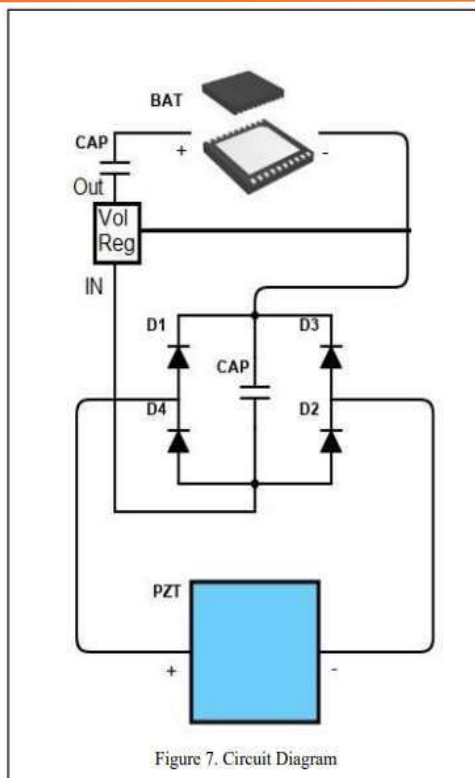 BAT
CAP
+
-
Out
Vol
Reg
IN
D1
D3
CAP
D4
D2
PZT
+
-
Figure 7. Circuit Diagram